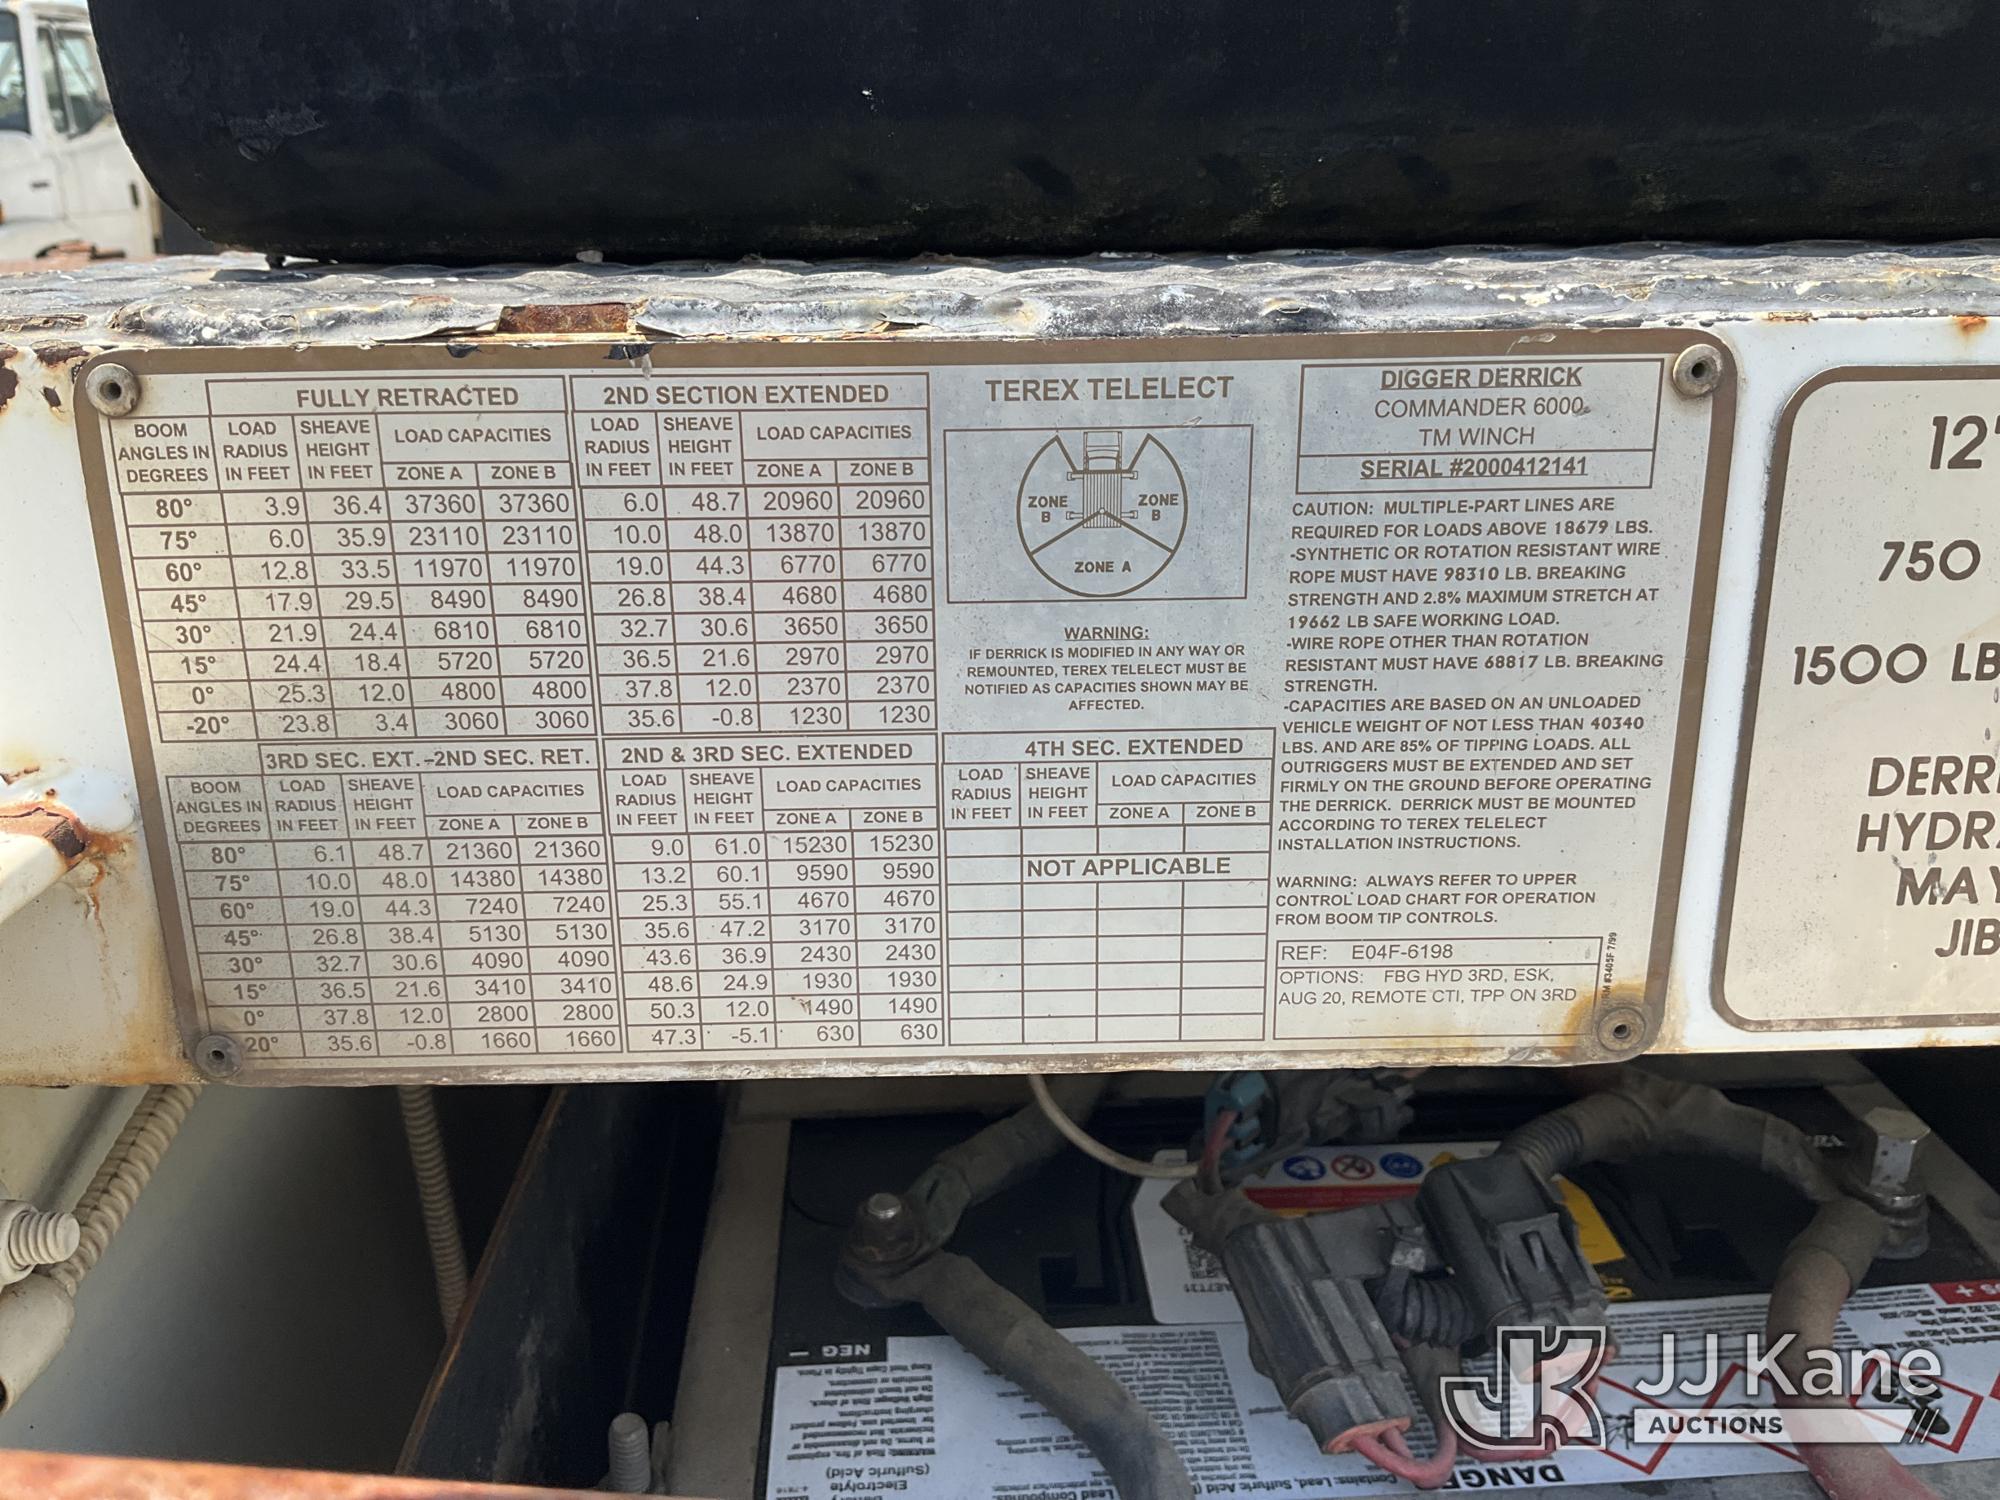 FULLY RETRACTED
BOOM ANGLES IN DEGREES | LOAD RADIUS IN FEET | SHEAVE HEIGHT IN FEET | LOAD CAPACITIES ZONE A | ZONE B
80° 3.9 36.4 37360 37360
75° 6.0 35.9 23110 23110
60° 12.8 33.5 11970 11970
45° 17.9 29.5 8490 8490
30° 21.9 24.4 6810 6810
15° 24.4 18.4 5720 5720
0° 25.3 12.0 4800 4800
-20° 23.8 3.4 3060 3060
2ND SECTION EXTENDED
LOAD RADIUS IN FEET | SHEAVE HEIGHT IN FEET | LOAD CAPACITIES ZONE A | ZONE B
6.0 48.7 20960 20960
10.0 48.0 13870 13870
19.0 44.3 6770 6770
26.8 38.4 4680 4680
32.7 30.6 3650 3650
36.5 21.6 2970 2970
37.8 12.0 2370 2370
35.6 -0.8 1230 1230
3RD SEC. EXT.-2ND SEC. RET.
BOOM ANGLES IN DEGREES | LOAD RADIUS IN FEET | SHEAVE HEIGHT IN FEET | LOAD CAPACITIES ZONE A | ZONE B
80° 6.1 48.7 21360 21360
75° 10.0 48.0 14380 14380
60° 19.0 44.3 7240 7240
45° 26.8 38.4 5130 5130
30° 32.7 30.6 4090 4090
15° 36.5 21.6 3410 3410
0° 37.8 12.0 2800 2800
20° 35.6 -0.8 1660 1660
2ND & 3RD SEC. EXTENDED
LOAD RADIUS IN FEET | SHEAVE HEIGHT IN FEET | LOAD CAPACITIES ZONE A | ZONE B
9.0 61.0 15230 15230
13.2 60.1 9590 9590
25.3 55.1 4670 4670
35.6 47.2 3170 3170
43.6 36.9 2430 2430
48.6 24.9 1930 1930
50.3 12.0 1490 1490
47.3 -5.1 630 630
TEREX TELELECT
ZONE B
ZONE B
ZONE A
WARNING:
IF DERRICK IS MODIFIED IN ANY WAY OR
REMOUNTED, TEREX TELELECT MUST BE
NOTIFIED AS CAPACITIES SHOWN MAY BE
AFFECTED.
4TH SEC. EXTENDED
LOAD RADIUS IN FEET | SHEAVE HEIGHT IN FEET | LOAD CAPACITIES ZONE A | ZONE B
NOT APPLICABLE
DIGGER DERRICK
COMMANDER 6000
TM WINCH
SERIAL #2000412141
CAUTION: MULTIPLE-PART LINES ARE
REQUIRED FOR LOADS ABOVE 18679 LBS.
-SYNTHETIC OR ROTATION RESISTANT WIRE
ROPE MUST HAVE 98310 LB. BREAKING
STRENGTH AND 2.8% MAXIMUM STRETCH AT
19662 LB SAFE WORKING LOAD.
-WIRE ROPE OTHER THAN ROTATION
RESISTANT MUST HAVE 68817 LB. BREAKING
STRENGTH.
-CAPACITIES ARE BASED ON AN UNLOADED
VEHICLE WEIGHT OF NOT LESS THAN 40340
LBS. AND ARE 85% OF TIPPING LOADS. ALL
OUTRIGGERS MUST BE EXTENDED AND SET
FIRMLY ON THE GROUND BEFORE OPERATING
THE DERRICK. DERRICK MUST BE MOUNTED
ACCORDING TO TEREX TELELECT
INSTALLATION INSTRUCTIONS.
WARNING: ALWAYS REFER TO UPPER
CONTROL LOAD CHART FOR OPERATION
FROM BOOM TIP CONTROLS.
REF: E04F-6198
OPTIONS: FBG HYD 3RD, ESK,
AUG 20, REMOTE CTI, TPP ON 3RD
#3405F 7/99
12'
750
1500 LB
DERRI
HYDRA
MAY
JIB
NEG
(Sulfuric Acid)
Electrolyte
Lead Compounds.
Contains: Lead, Sulfuric
DANGE
JJ Kane
AUCTIONS